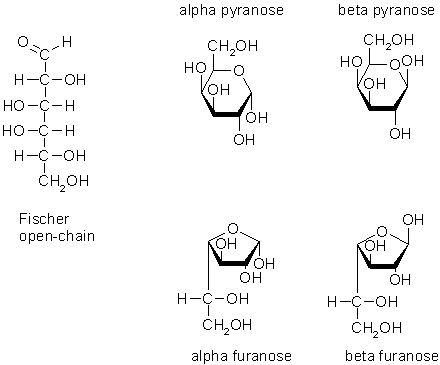 alpha pyranose
beta pyranose
O H
H OH
HO H
HO H
H OH
CH2OH
Fischer
open-chain
CH2OH
HO O
OH
OH
OH
CH2OH
HO O OH
OH
OH
O
OH
OH
OH
H C OH
CH2OH
alpha furanose
OH
O
OH
OH
H C OH
CH2OH
beta furanose